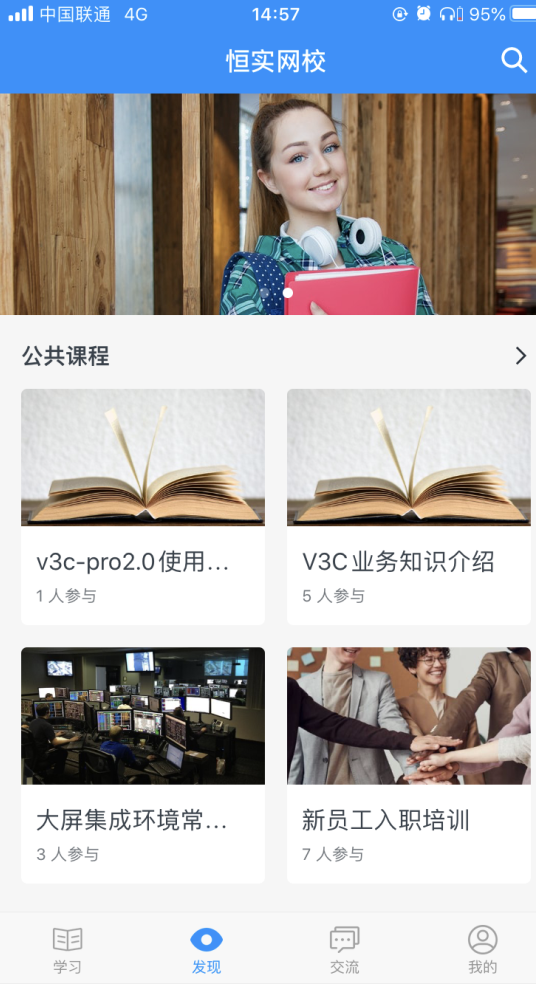 中国联通 4G 14:57 95%
恒实网校
公共课程
v3c-pro2.0使用...
1 人参与
V3C业务知识介绍
5 人参与
大屏集成环境常...
3 人参与
新员工入职培训
7 人参与
学习 发现 交流 我的